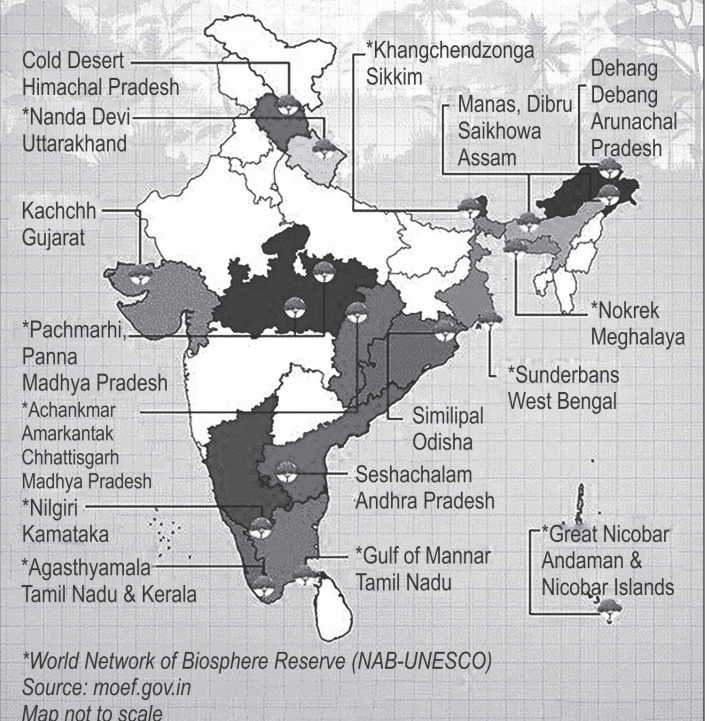 Cold Desert
Himachal Pradesh
*Nanda Devi
Uttarakhand
*Khangchendzonga
Sikkim
Manas, Dibru
Saikhowa
Assam
Dehang
Debang
Arunachal
Pradesh
Kachchh
Gujarat
*Pachmarhi,
Panna
Madhya Pradesh
*Achankmar
Amarkantak
Chhattisgarh
Madhya Pradesh
*Nilgiri
Kamataka
*Agasthyamala
Tamil Nadu & Kerala
*Nokrek
Meghalaya
*Sunderbans
West Bengal
Similipal
Odisha
Seshachalam
Andhra Pradesh
*Gulf of Mannar
Tamil Nadu
*Great Nicobar
Andaman &
Nicobar Islands
*World Network of Biosphere Reserve (NAB-UNESCO)
Source: moef.gov.in
Map not to scale